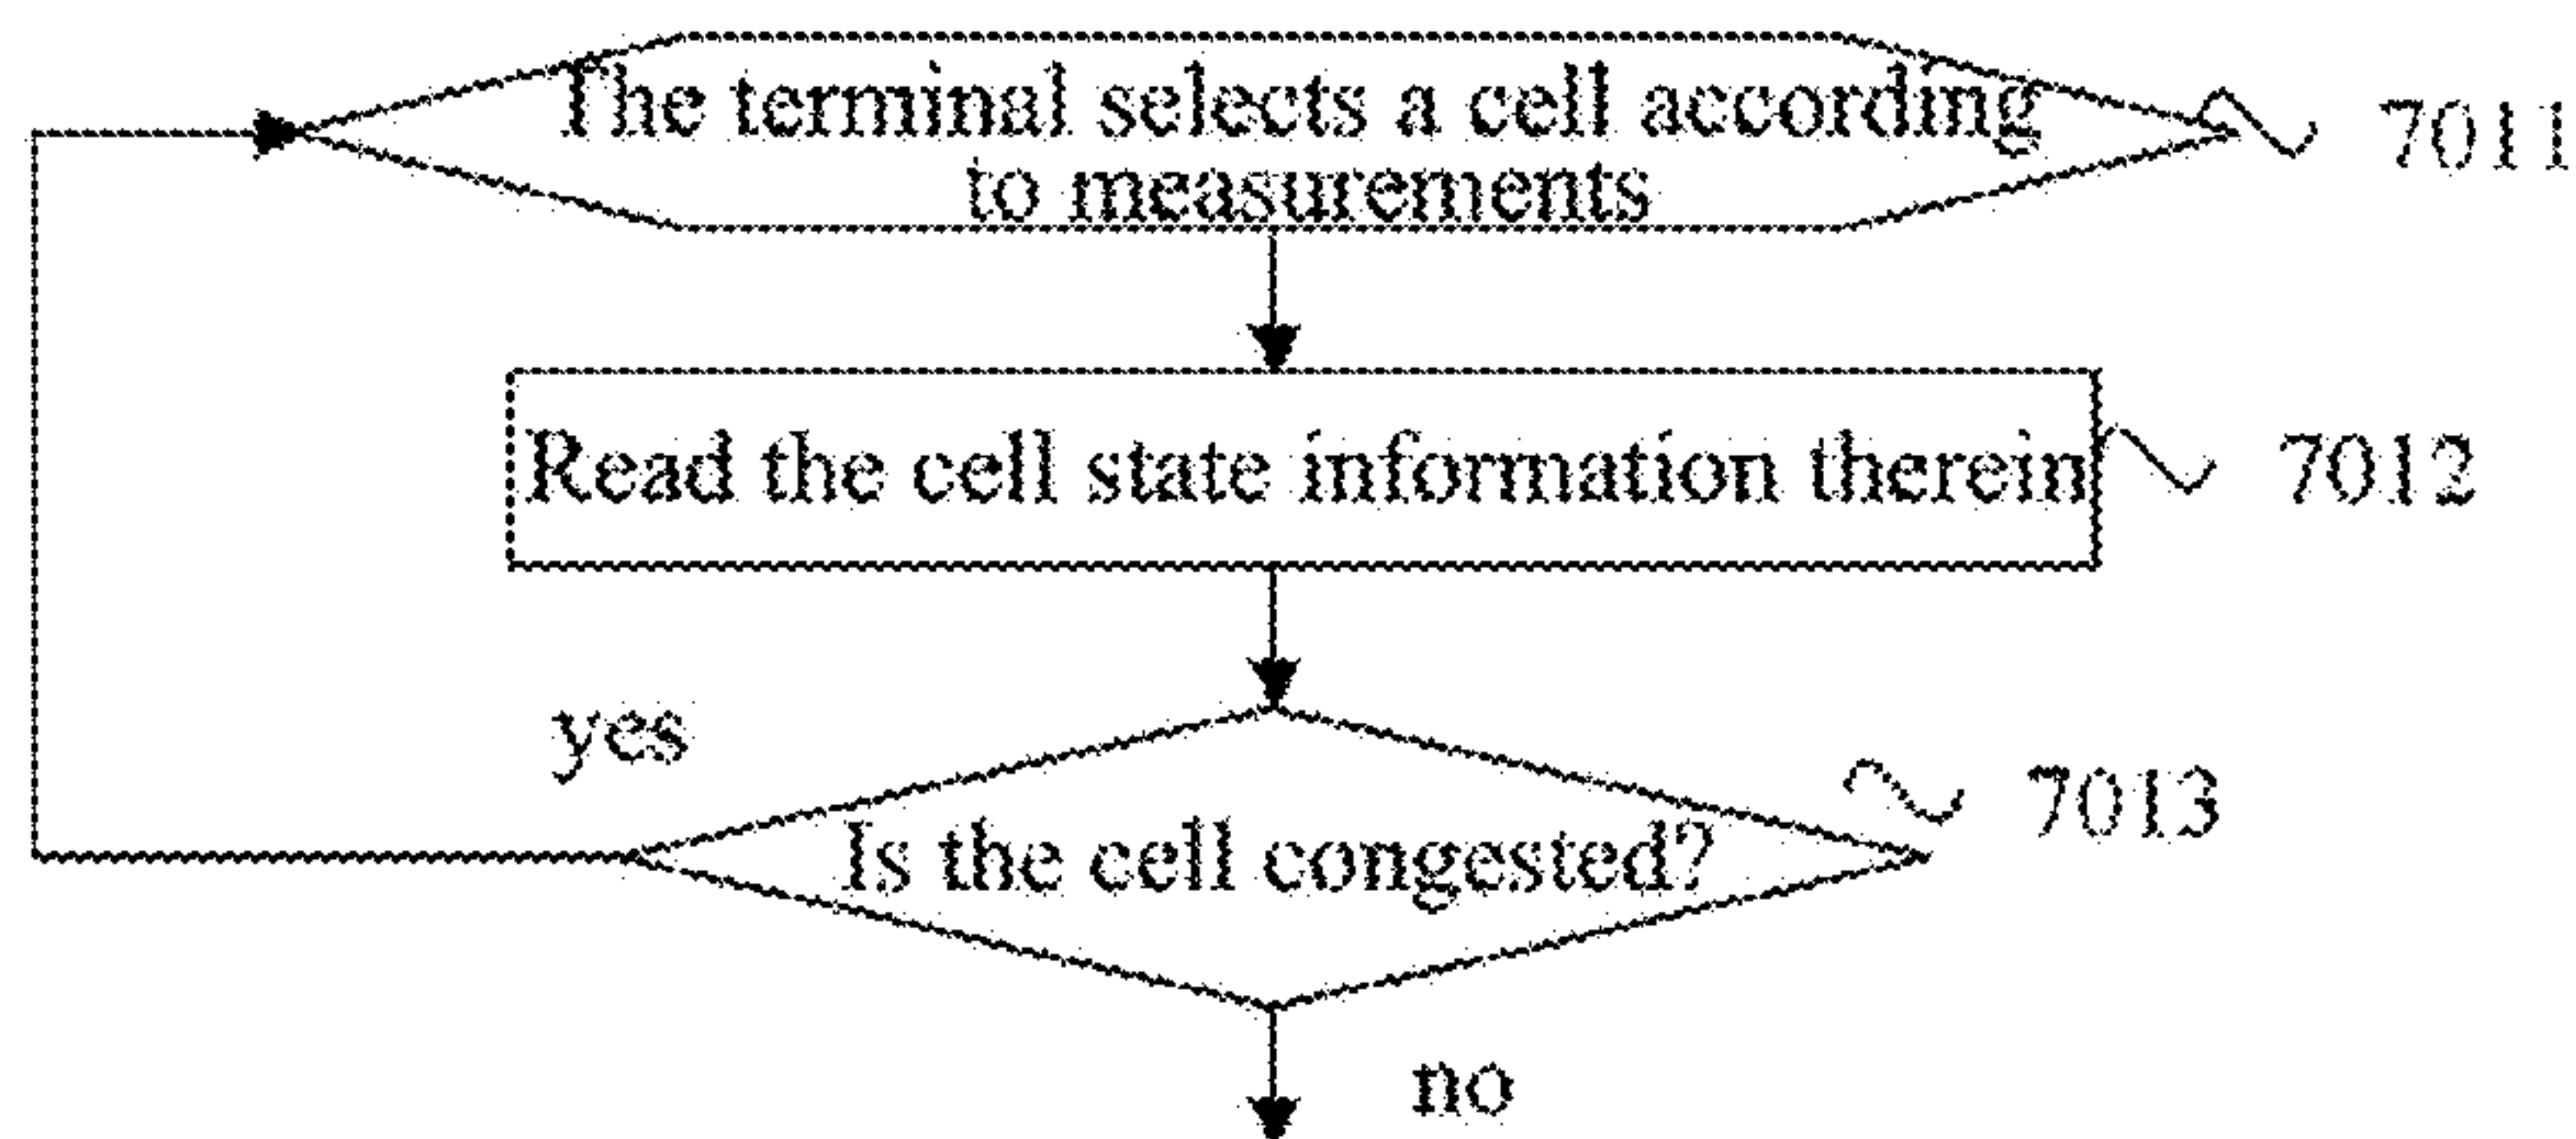 The terminal selects a cell according
to measurements
7011
Read the cell state information therein
7012
yes
Is the cell congested?
7013
no